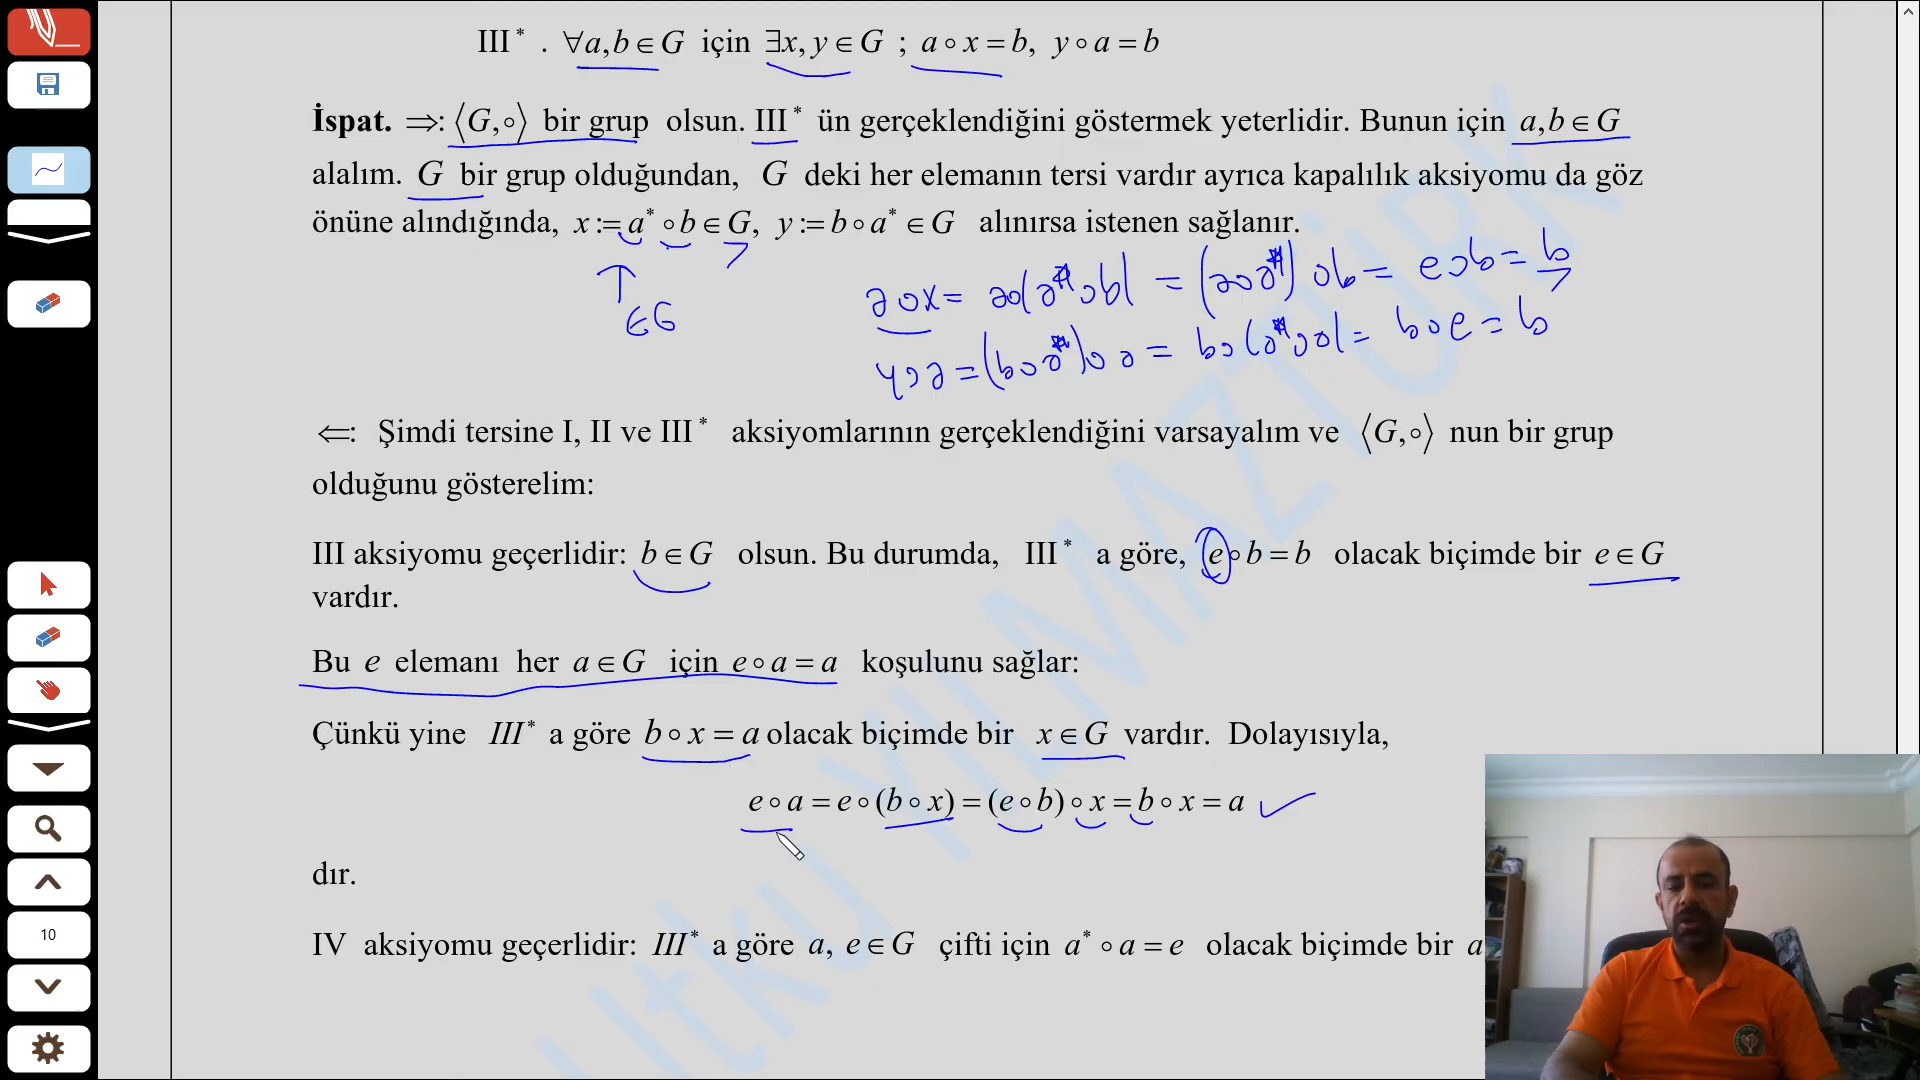 III* . ∀a,b∈G için ∃x,y∈G ; a∘x=b, y∘a=b
İspat. ⇒: ⟨G,∘⟩ bir grup olsun. III* ün gerçeklendiğini göstermek yeterlidir. Bunun için a,b∈G
alalım. G bir grup olduğundan, G deki her elemanın tersi vardır ayrıca kapalılık aksiyomu da göz
önüne alındığında, x:=a*∘b∈G, y:=b∘a*∈G alınırsa istenen sağlanır.
a∘x= a∘(a*∘b) = (a∘a*)∘b = e∘b = b
∈G
y∘a = (b∘a*)∘a = b∘(a*∘a) = b∘e = b
⇐: Şimdi tersine I, II ve III* aksiyomlarının gerçeklendiğini varsayalım ve ⟨G,∘⟩ nun bir grup
olduğunu gösterelim:
III aksiyomu geçerlidir: b∈G olsun. Bu durumda, III* a göre, e∘b=b olacak biçimde bir e∈G
vardır.
Bu e elemanı her a∈G için e∘a=a koşulunu sağlar:
Çünkü yine III* a göre b∘x=a olacak biçimde bir x∈G vardır. Dolayısıyla,
e∘a=e∘(b∘x)=(e∘b)∘x=b∘x=a
dır.
IV aksiyomu geçerlidir: III* a göre a, e∈G çifti için a*∘a=e olacak biçimde bir a
10
Utku YILMAZTÜRK